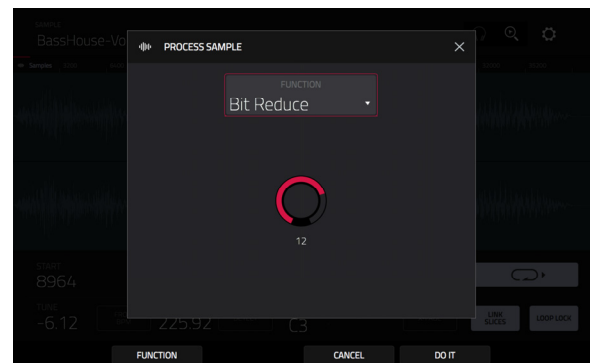 SAMPLE
BassHouse-Vo
PROCESS SAMPLE
Samples
FUNCTION
Bit Reduce
12
START
8964
TUNE
-6.12
225.92
C3
LINK
SLICES
LOOP LOCK
FUNCTION
CANCEL
DO IT